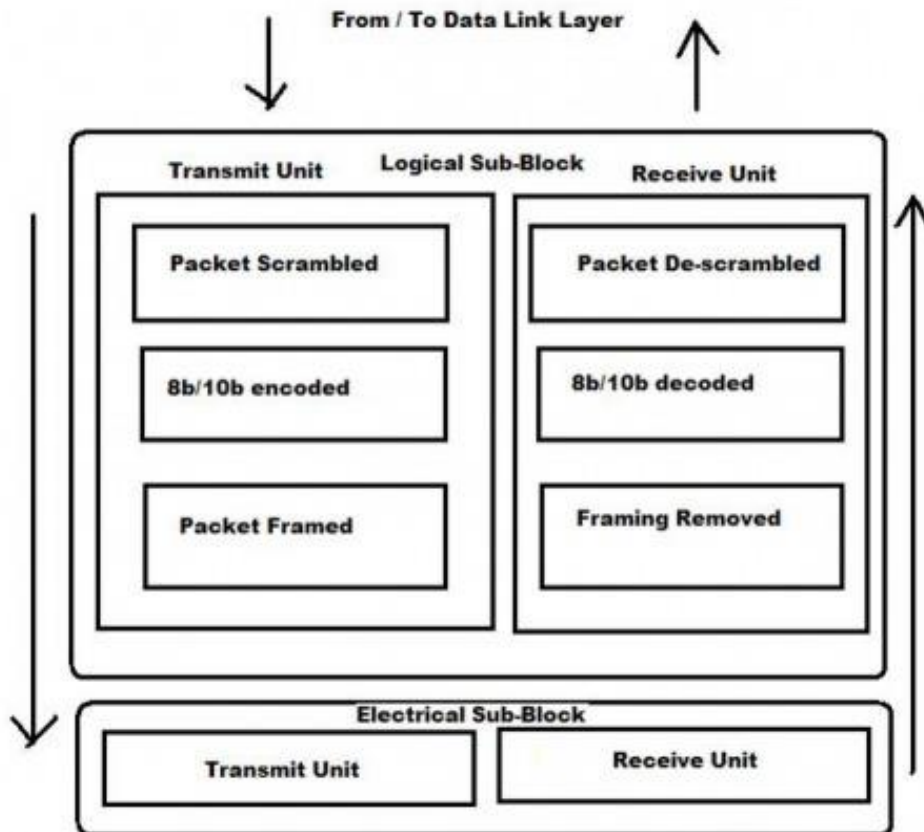 From / To Data Link Layer
Logical Sub-Block
Transmit Unit
Receive Unit
Packet Scrambled
Packet De-scrambled
8b/10b encoded
8b/10b decoded
Packet Framed
Framing Removed
Electrical Sub-Block
Transmit Unit
Receive Unit